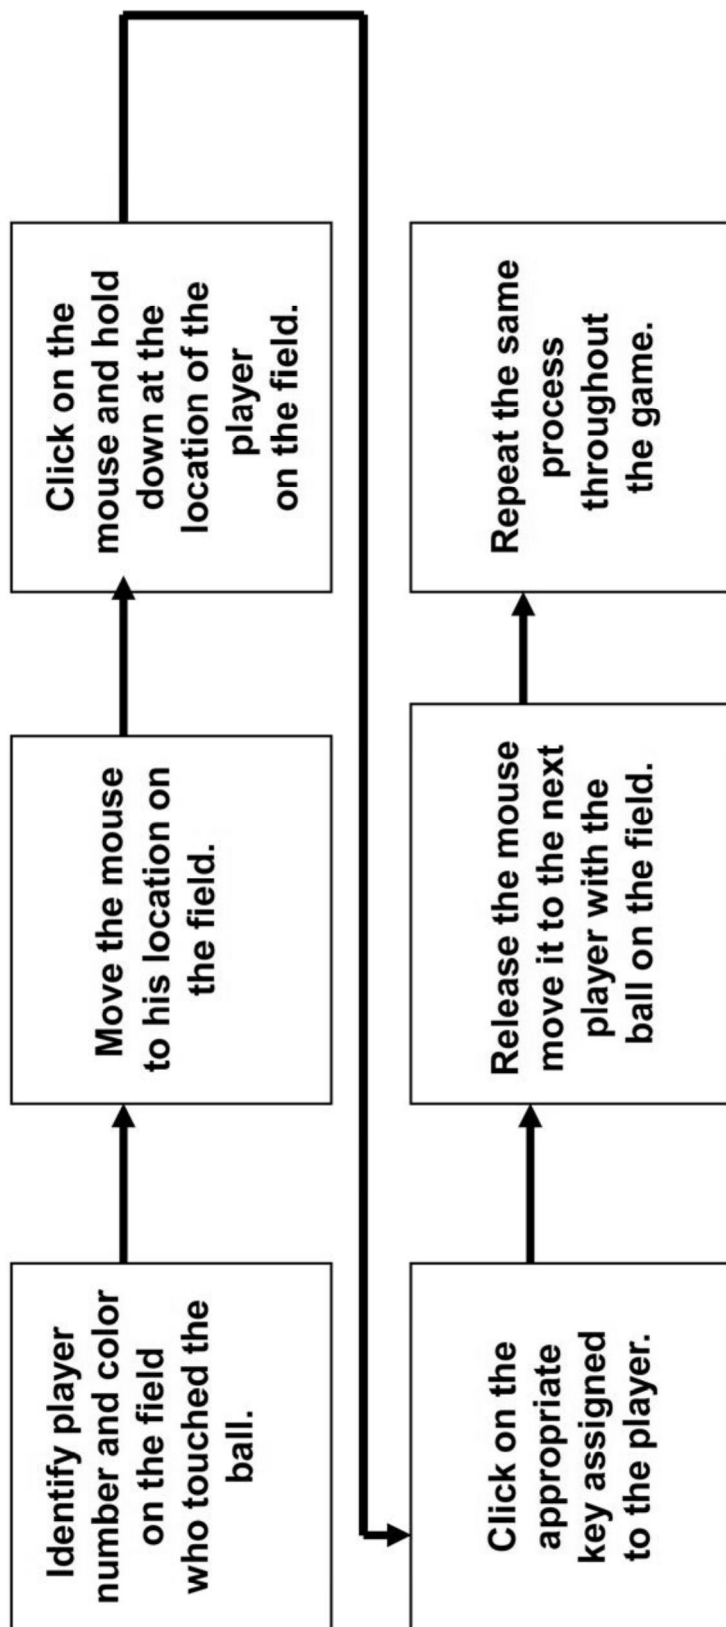 Identify player
number and color
on the field
who touched the
ball.
Move the mouse
to his location on
the field.
Click on the
mouse and hold
down at the
location of the
player
on the field.
Click on the
appropriate
key assigned
to the player.
Release the mouse
move it to the next
player with the
ball on the field.
Repeat the same
process
throughout
the game.